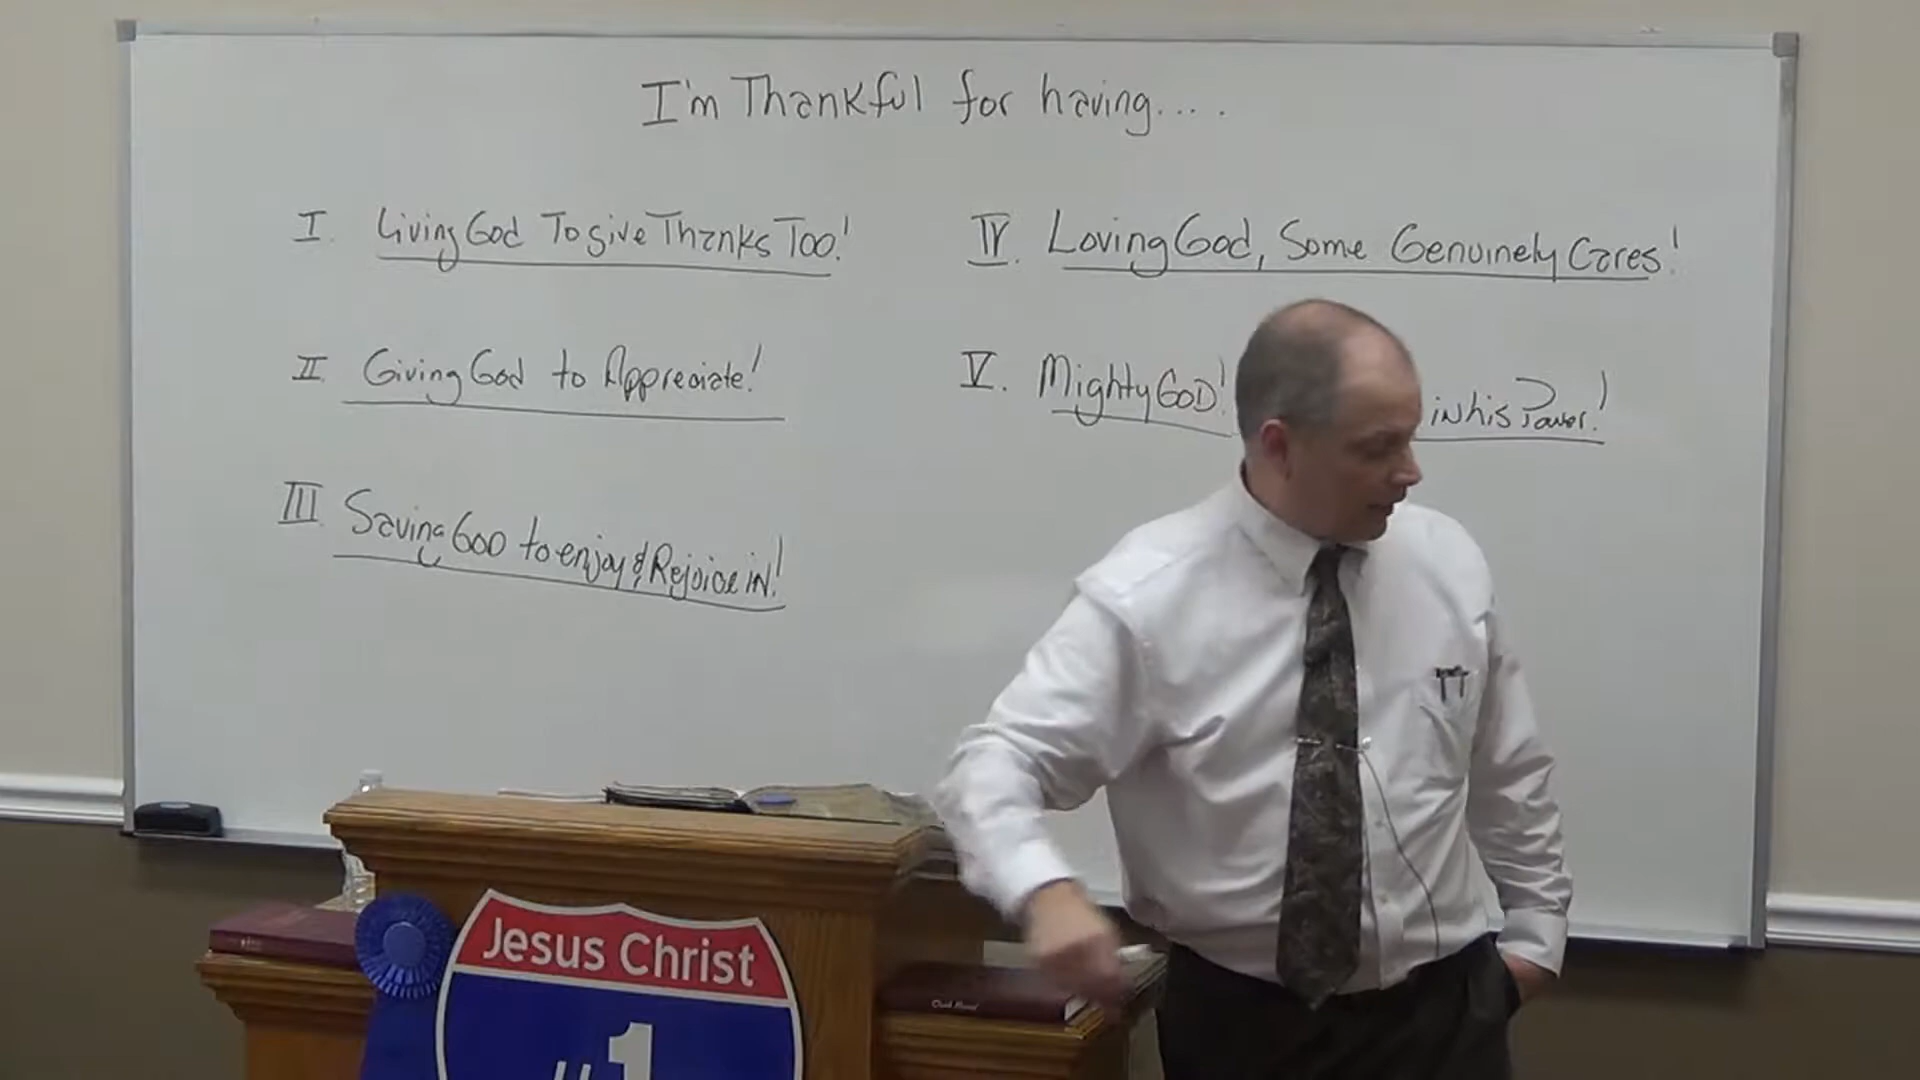 I'm Thankful for having....
I. Living God To give Thanks Too!
II Giving God to Appreciate!
III Saving GOD to enjoy & Rejoice in!
IV. Loving God, Some Genuinely Cares!
V. Mighty GOD! in his Power!
Jesus Christ
#1